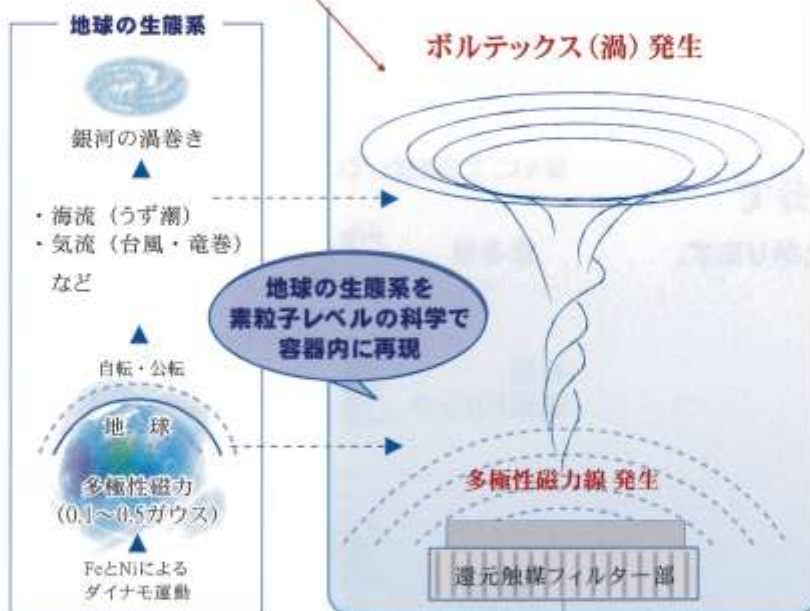 地球の生態系
銀河の渦巻き
・海流（うず潮）
・気流（台風・竜巻）
など
自転・公転
地 球
多極性磁力
（0.1～0.5ガウス）
FeとNiによる
ダイナモ運動
ボルテックス（渦）発生
地球の生態系を
素粒子レベルの科学で
容器内に再現
多極性磁力線 発生
還元触媒フィルター部